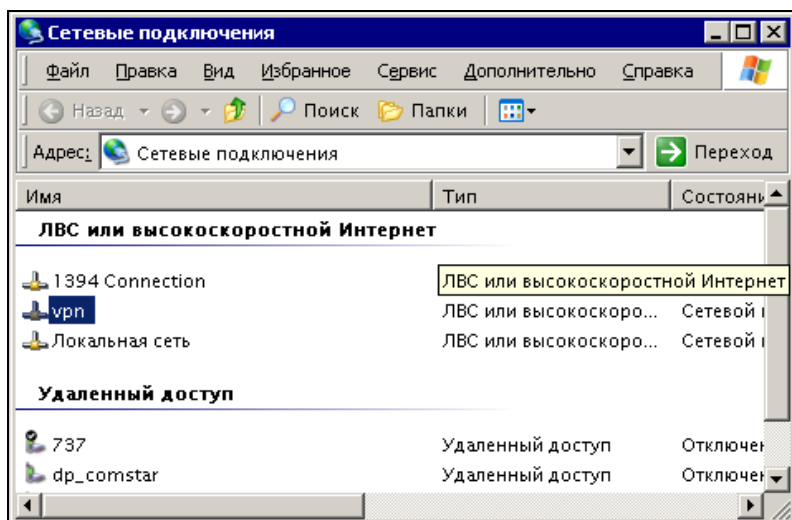 Сетевые подключения
Файл Правка Вид Избранное Сервис Дополнительно Справка
Назад Поиск Папки
Адрес: Сетевые подключения Переход
Имя Тип Состояни
ЛВС или высокоскоростной Интернет
1394 Connection ЛВС или высокоскоростной Интернет
vpn ЛВС или высокоскоро... Сетевой
Локальная сеть ЛВС или высокоскоро... Сетевой
Удаленный доступ
737 Удаленный доступ Отключен
dp_comstar Удаленный доступ Отключен